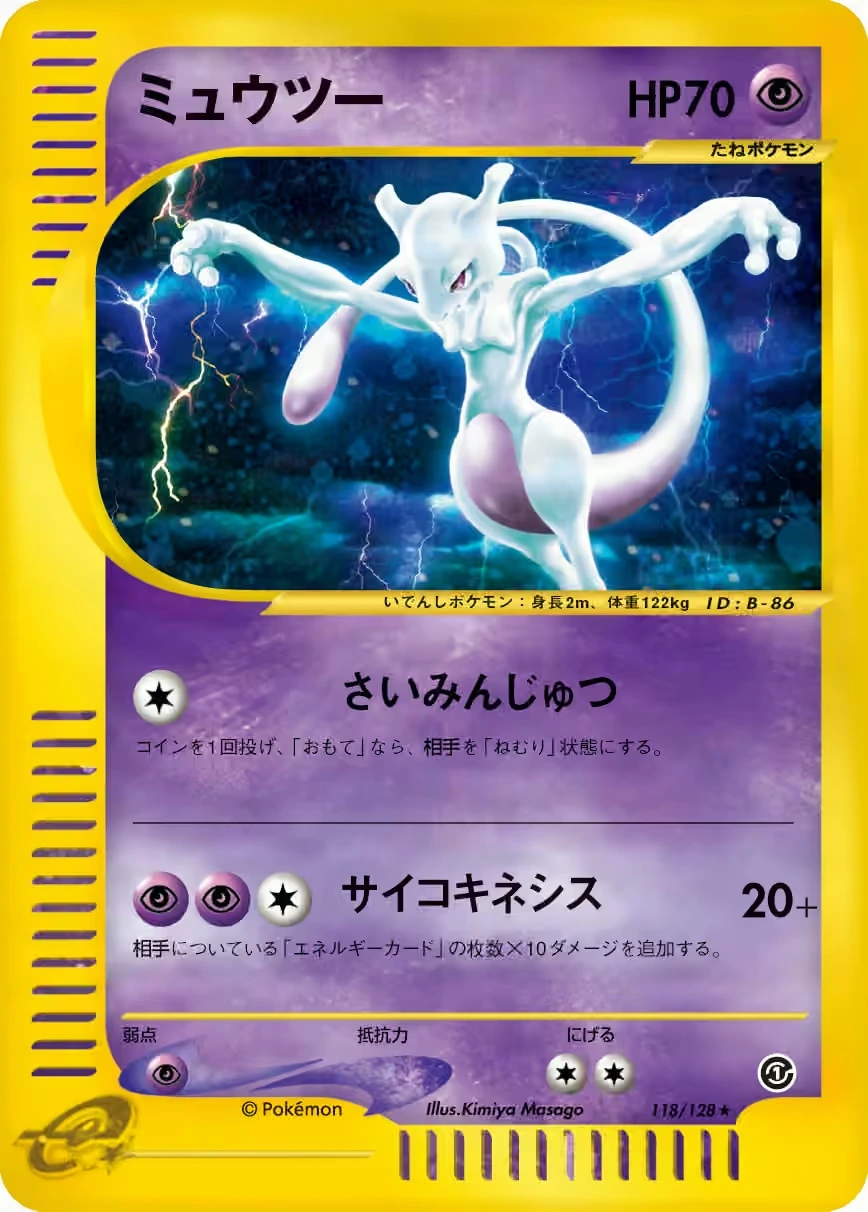 ミュウツー HP70
たねポケモン
いでんしポケモン：身長2m、体重122kg ID：B-86
さいみんじゅつ
コインを1回投げ、「おもて」なら、相手を「ねむり」状態にする。
サイコキネシス 20+
相手についている「エネルギーカード」の枚数×10ダメージを追加する。
弱点 抵抗力 にげる
© Pokémon Illus.Kimiya Masago 118/128★